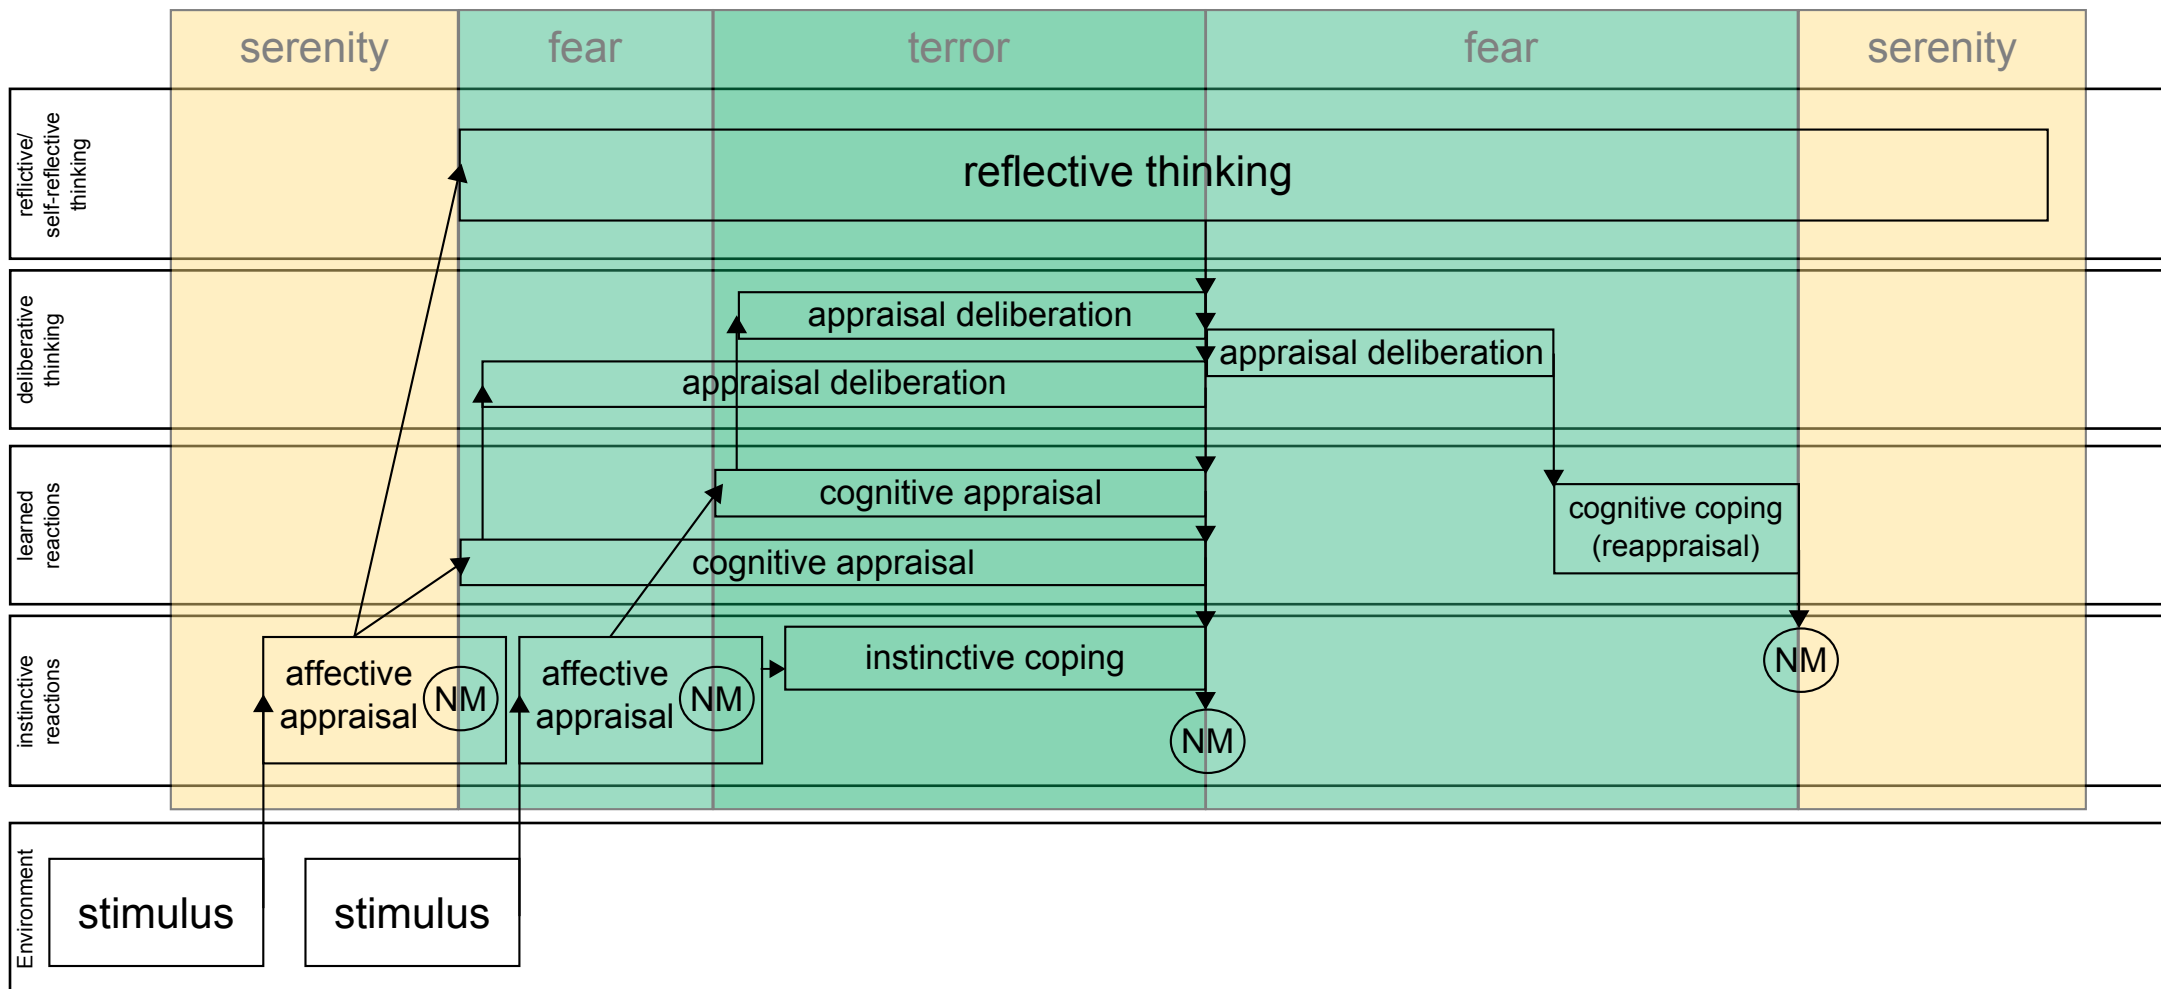 serenity
fear
terror
fear
serenity
reflictive/
self-reflective
thinking
reflective thinking
deliberative
thinking
appraisal deliberation
appraisal deliberation
appraisal deliberation
learned
reactions
cognitive appraisal
cognitive coping
(reappraisal)
cognitive appraisal
instinctive
reactions
affective
appraisal
NM
affective
appraisal
NM
instinctive coping
NM
NM
Environment
stimulus
stimulus